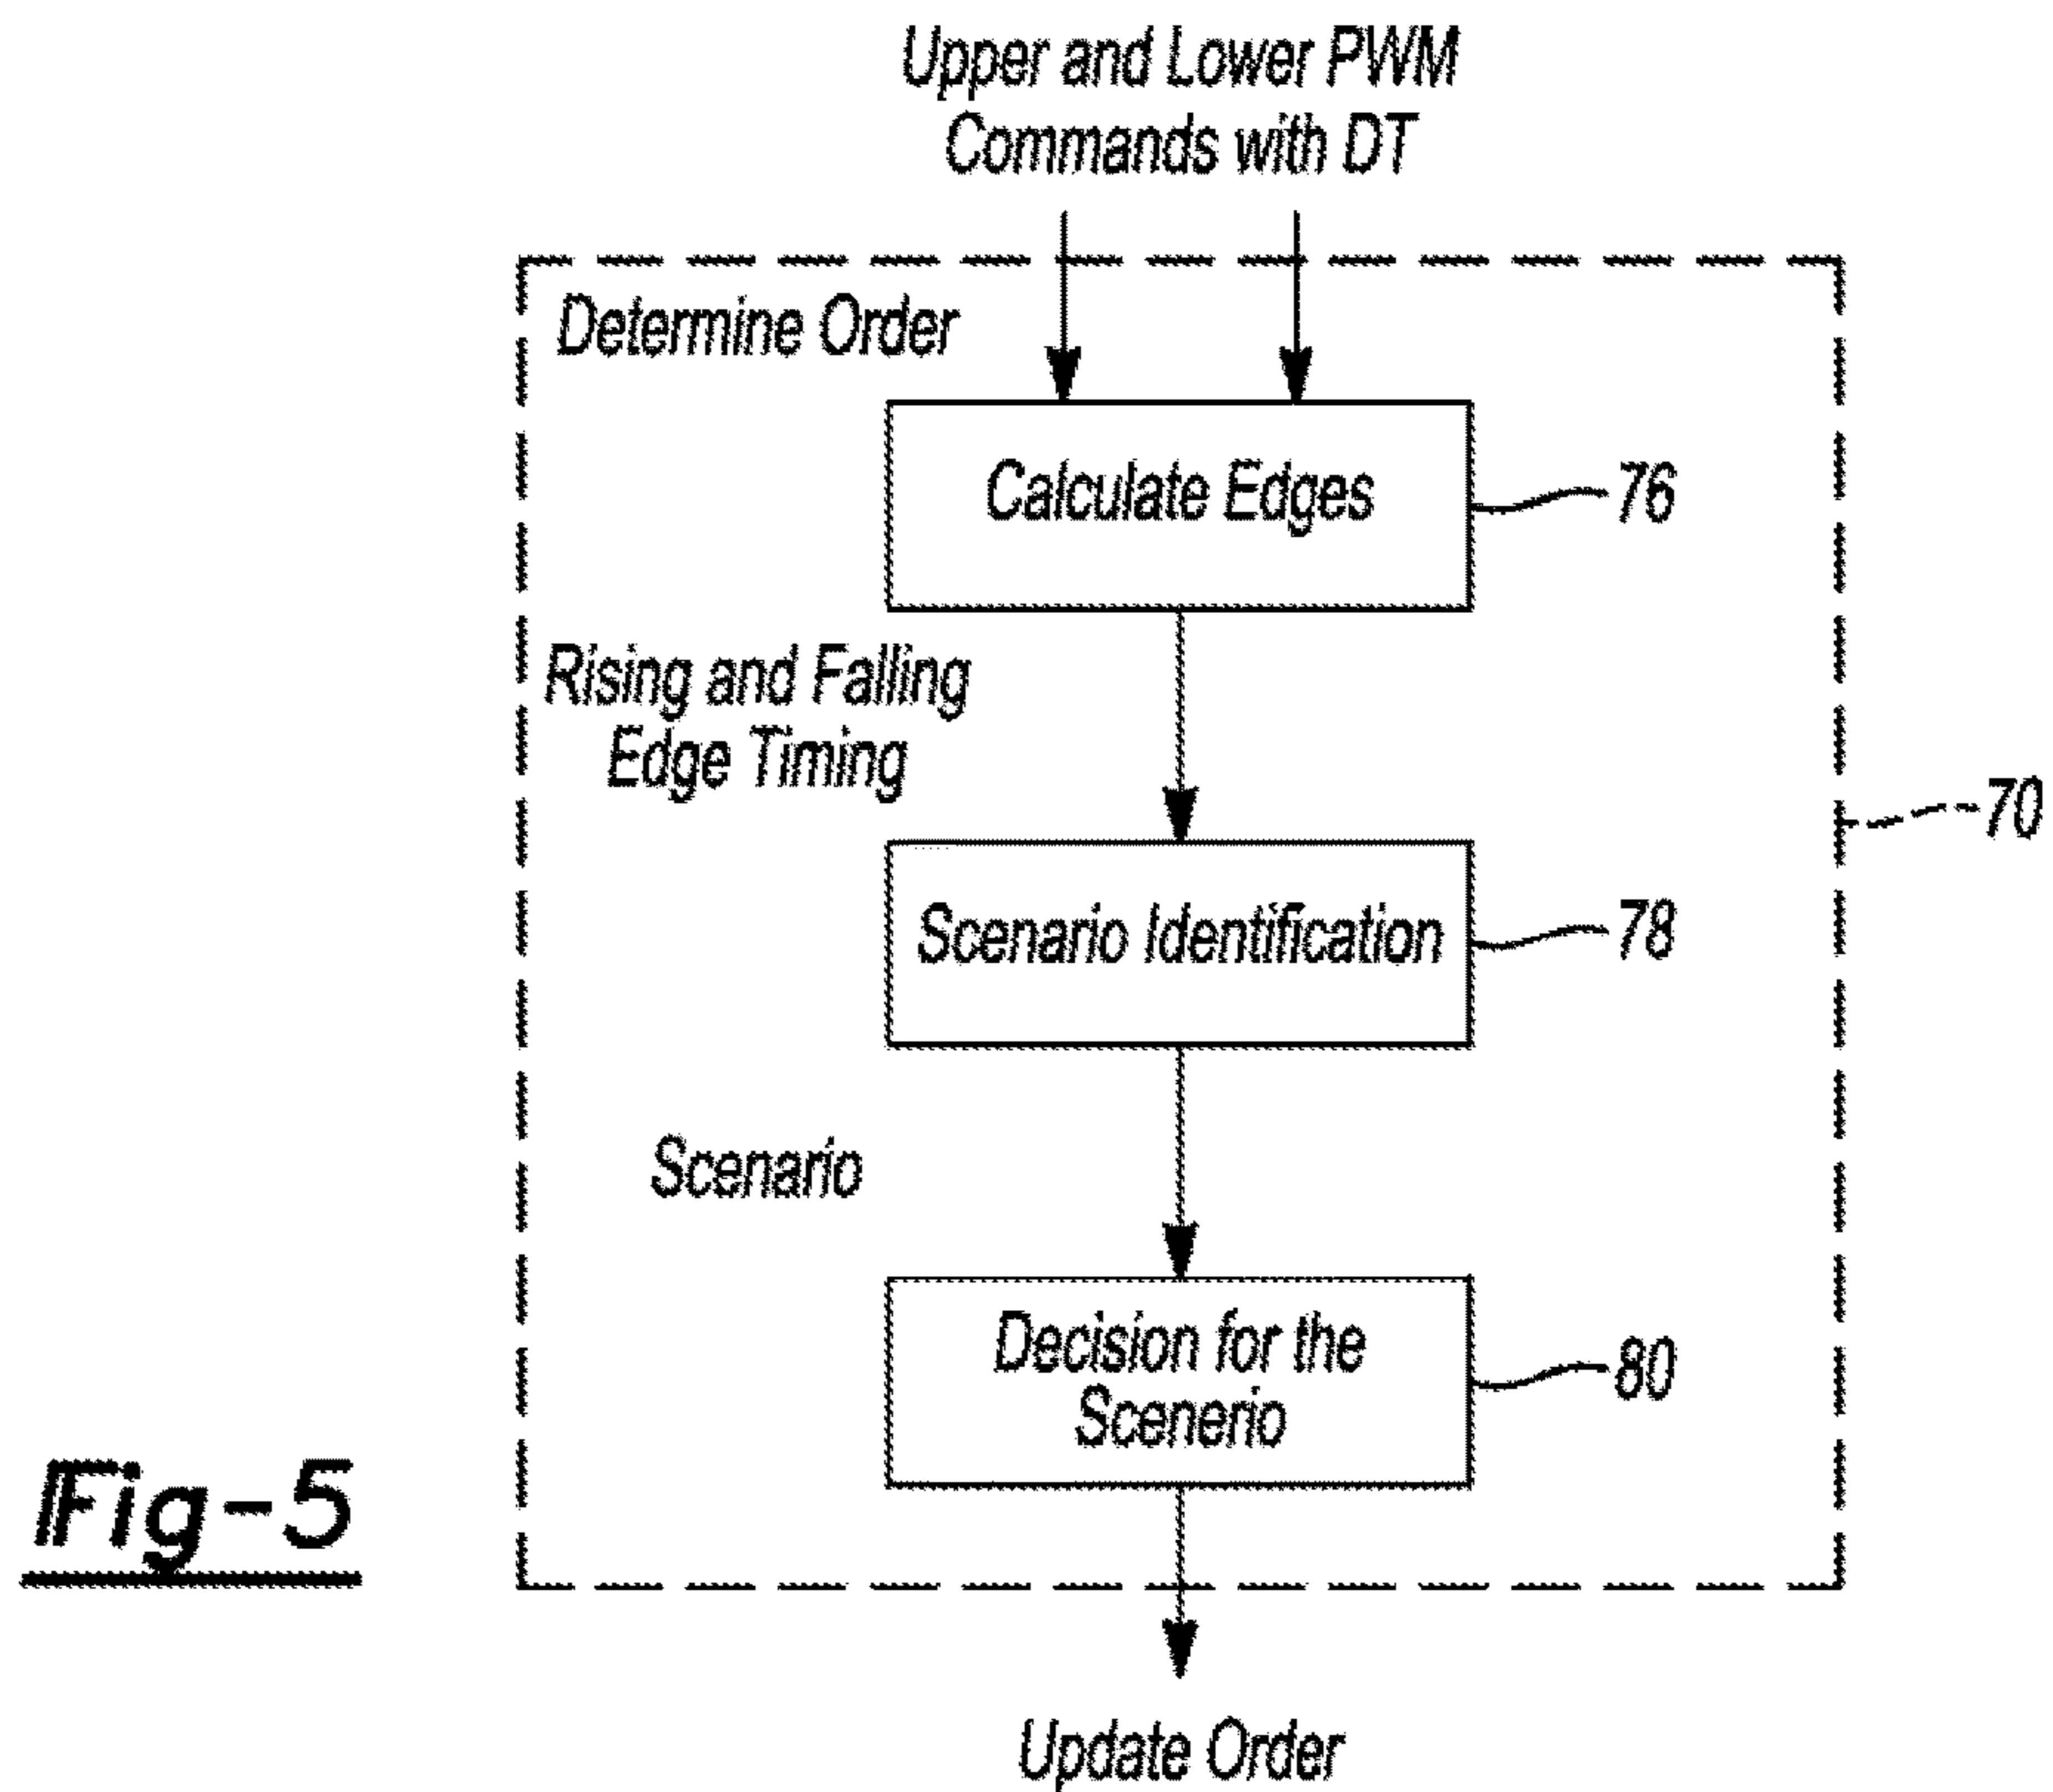 Upper and Lower PWM
Commands with DT
Determine Order
Calculate Edges
76
Rising and Falling
Edge Timing
70
Scenario Identification
78
Scenario
Decision for the
Scenerio
80
Fig-5
Update Order